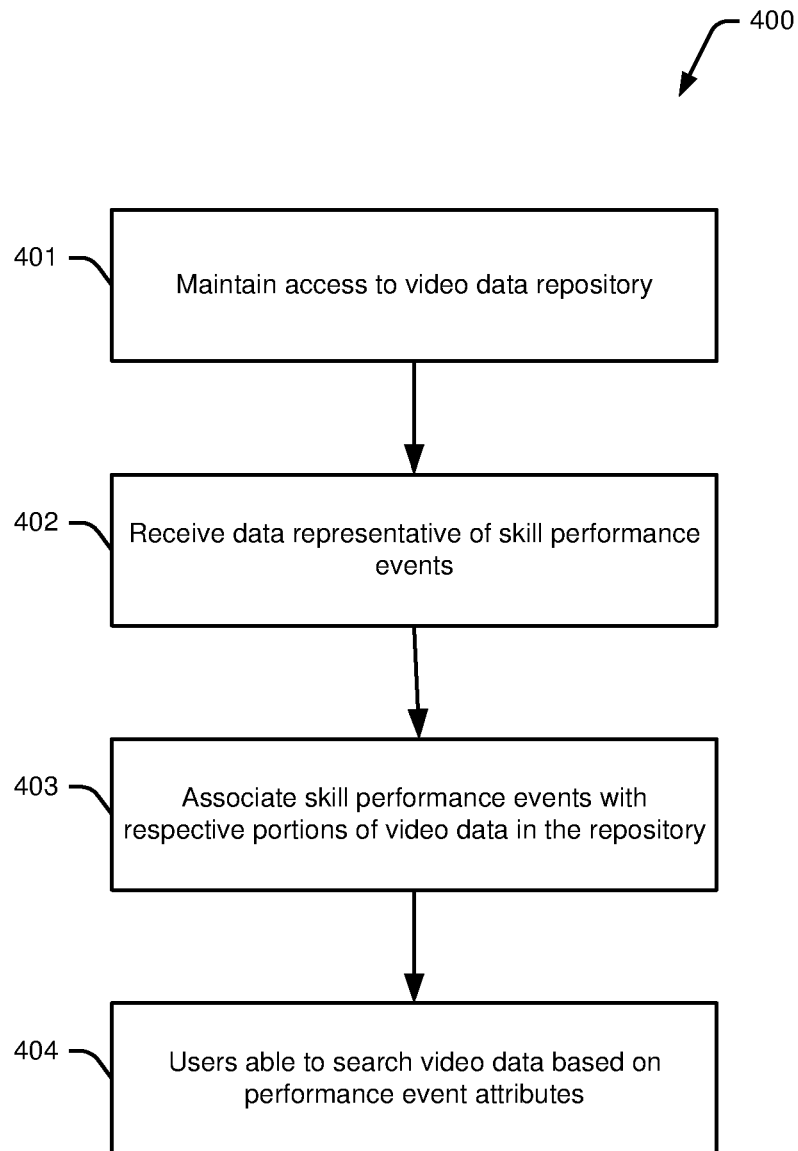 400
401
Maintain access to video data repository
402
Receive data representative of skill performance
events
403
Associate skill performance events with
respective portions of video data in the repository
404
Users able to search video data based on
performance event attributes